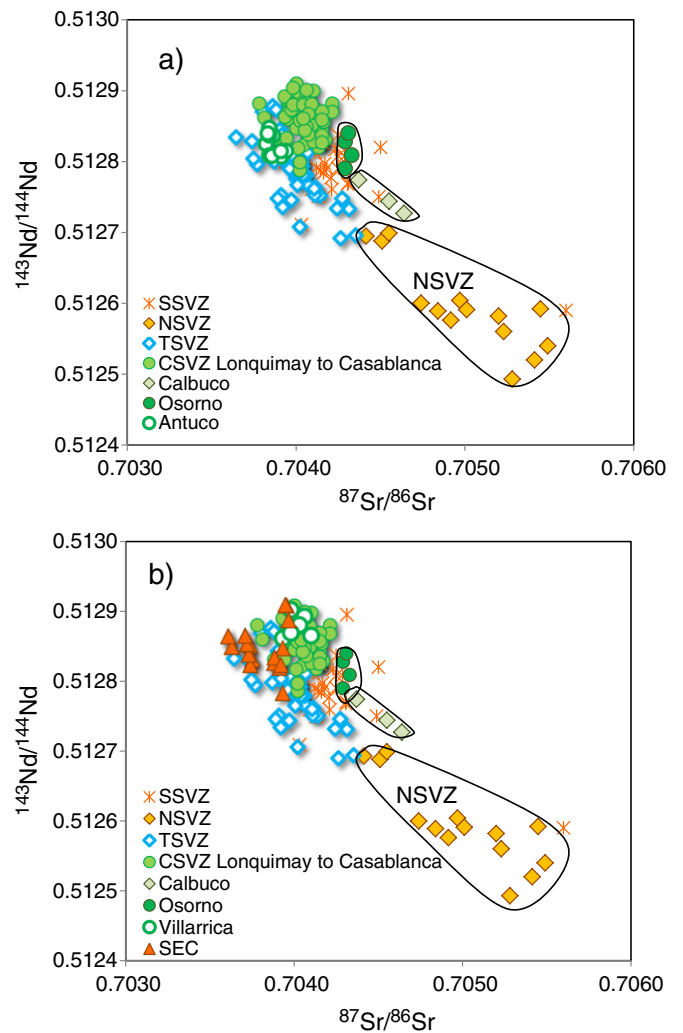 0.5130
a)
0.5129
0.5128
0.5127
0.5126
0.5125
0.5124
¹⁴³Nd/¹⁴⁴Nd
NSVZ
SSVZ
NSVZ
TSVZ
CSVZ Lonquimay to Casablanca
Calbuco
Osorno
Antuco
0.7030 0.7040 0.7050 0.7060
⁸⁷Sr/⁸⁶Sr
0.5130
b)
0.5129
0.5128
0.5127
0.5126
0.5125
0.5124
¹⁴³Nd/¹⁴⁴Nd
NSVZ
SSVZ
NSVZ
TSVZ
CSVZ Lonquimay to Casablanca
Calbuco
Osorno
Villarrica
SEC
0.7030 0.7040 0.7050 0.7060
⁸⁷Sr/⁸⁶Sr